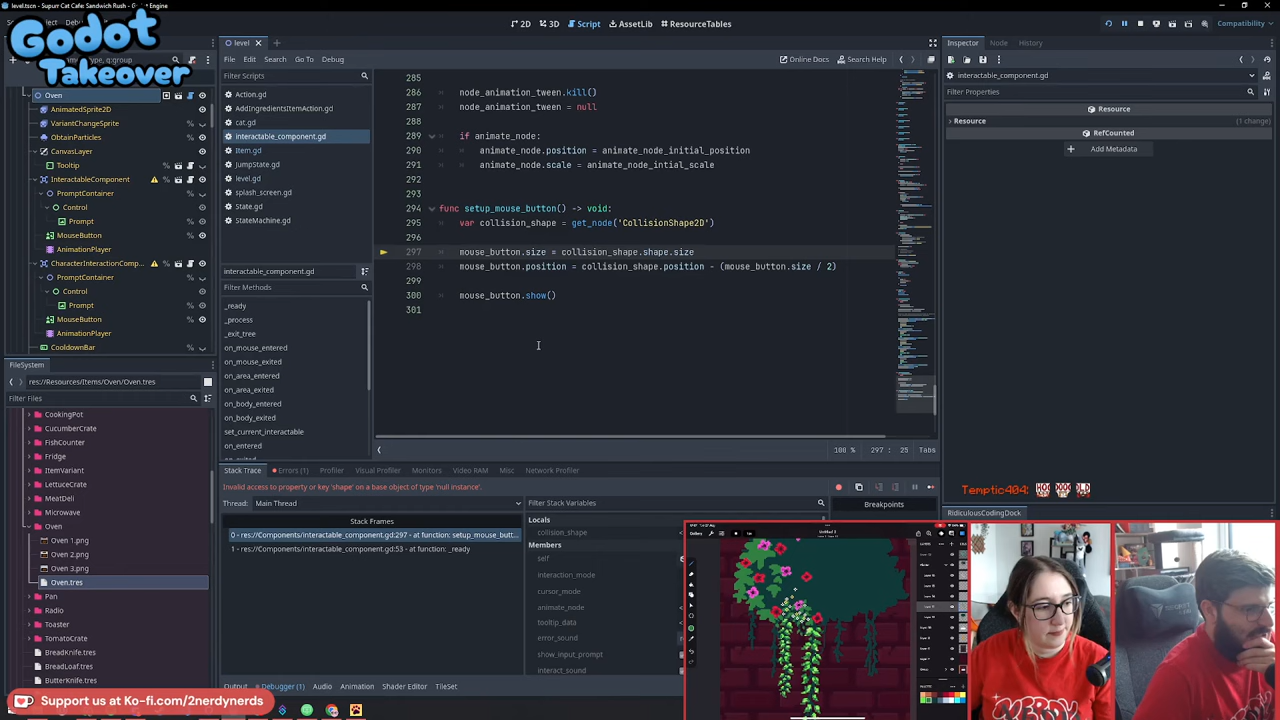 level.tscn - Supurr Cat Cafe: Sandwich Rush - Godot Engine
Godot Takeover
2D
3D
Script
AssetLib
ResourceTables
Compatibility
level
File Edit Search Go To Debug
Online Docs
Search Help
Filter Scripts
Action.gd
AddIngredientsItemAction.gd
cat.gd
interactable_component.gd
Item.gd
JumpState.gd
level.gd
splash_screen.gd
State.gd
StateMachine.gd
interactable_component.gd
Filter Methods
_ready
_process
_exit_tree
on_mouse_entered
on_mouse_exited
on_area_entered
on_area_exited
on_body_entered
on_body_exited
set_current_interactable
on_entered
Oven
AnimatedSprite2D
VariantChangeSprite
ObtainParticles
CanvasLayer
Tooltip
InteractableComponent
PromptControl
Control
Prompt
MouseButton
AnimationPlayer
CharacterInteractionComp...
PromptControl
Control
Prompt
MouseButton
AnimationPlayer
CooldownBar
FileSystem
res://Resources/Items/Oven/Oven.tres
Filter Files
CookingPot
CucumberCrate
FishCounter
Fridge
ItemVariant
LettuceCrate
MeatDeli
Microwave
Oven
Oven 1.png
Oven 2.png
Oven 3.png
Oven.tres
Pan
Radio
Toaster
TomatoCrate
BreadKnife.tres
BreadLoaf.tres
ButterKnife.tres
285
286 node_animation_tween.kill()
287 node_animation_tween = null
288
289 if animate_node:
290 animate_node.position = animate_node_initial_position
291 animate_node.scale = animate_node_intial_scale
292
293
294 func setup_mouse_button() -> void:
295 var collision_shape = get_node('CollisionShape2D')
296
297 mouse_button.size = collision_shape.shape.size
298 mouse_button.position = collision_shape.position - (mouse_button.size / 2)
299
300 mouse_button.show()
301
100 %
297 : 25
Tabs
Stack Trace
Errors (1)
Profiler
Visual Profiler
Monitors
Video RAM
Misc
Network Profiler
Invalid access to property or key 'shape' on a base object of type 'null instance'.
Thread:
Main Thread
Filter Stack Variables
Breakpoints
Stack Frames
0 - res://Components/interactable_component.gd:297 - at function: setup_mouse_butt...
1 - res://Components/interactable_component.gd:53 - at function: _ready
Locals
collision_shape
Members
self
interaction_mode
cursor_mode
animate_node
tooltip_data
error_sound
show_input_prompt
interact_sound
Output
Debugger (1)
Audio
Animation
Shader Editor
TileSet
Inspector
Node
History
interactable_component.gd
Filter Properties
Resource
Resource (1 change)
RefCounted
Add Metadata
Temptic404:
RidiculousCodingDock
Support us at Ko-fi.com/2nerdynerds